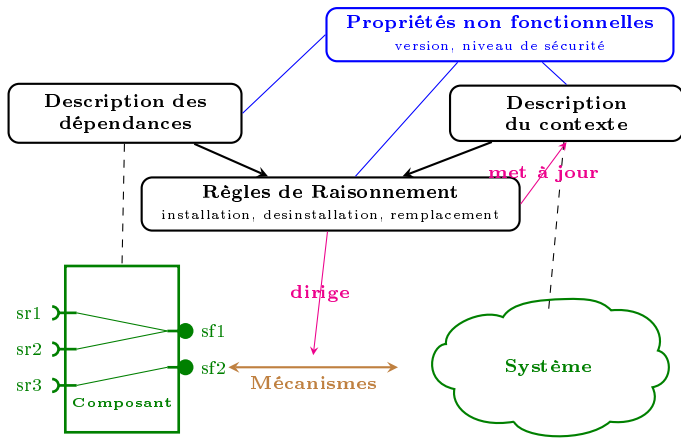 Propriétés non fonctionnelles
version, niveau de sécurité
Description des
dépendances
Description
du contexte
met à jour
Règles de Raisonnement
installation, desinstallation, remplacement
dirige
sr1
sf1
sr2
sf2
sr3
Composant
Mécanismes
Système